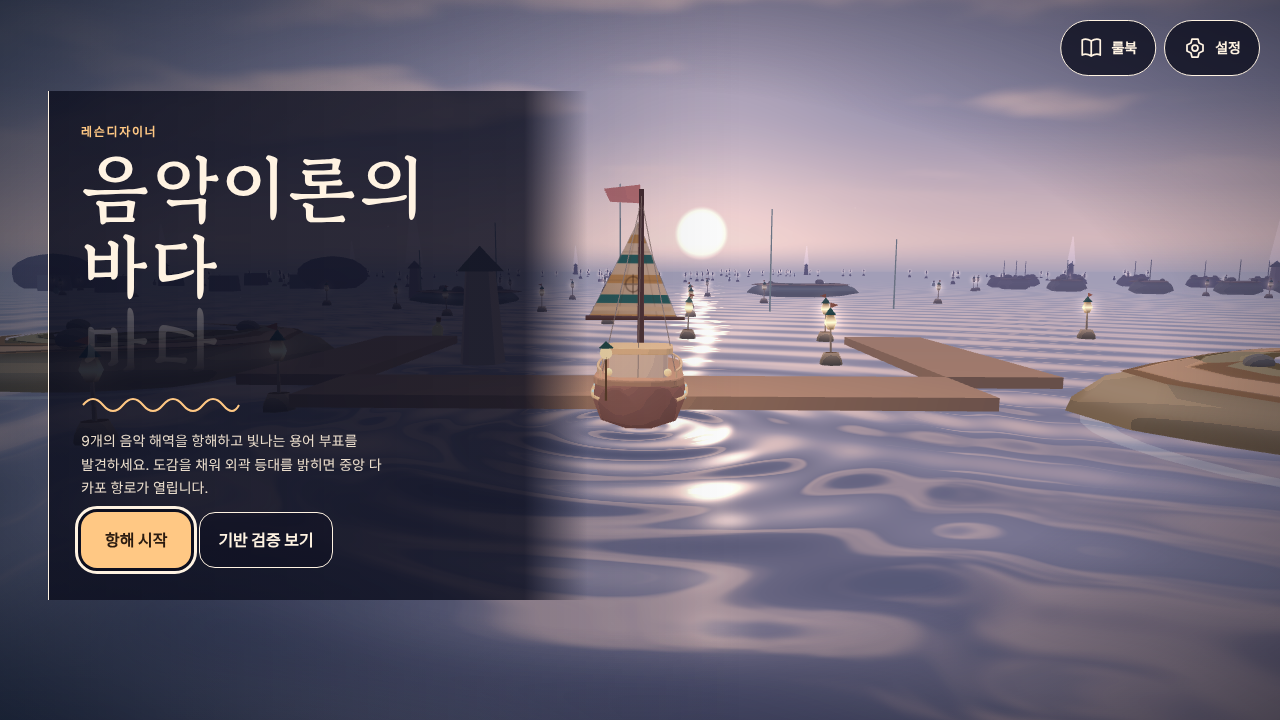 룰북
설정
레슨디자이너
음악이론의
바다
9개의 음악 해역을 항해하고 빛나는 용어 부표를
발견하세요. 도감을 채워 외곽 등대를 밝히면 중앙 다
카포 항로가 열립니다.
항해 시작
기반 검증 보기